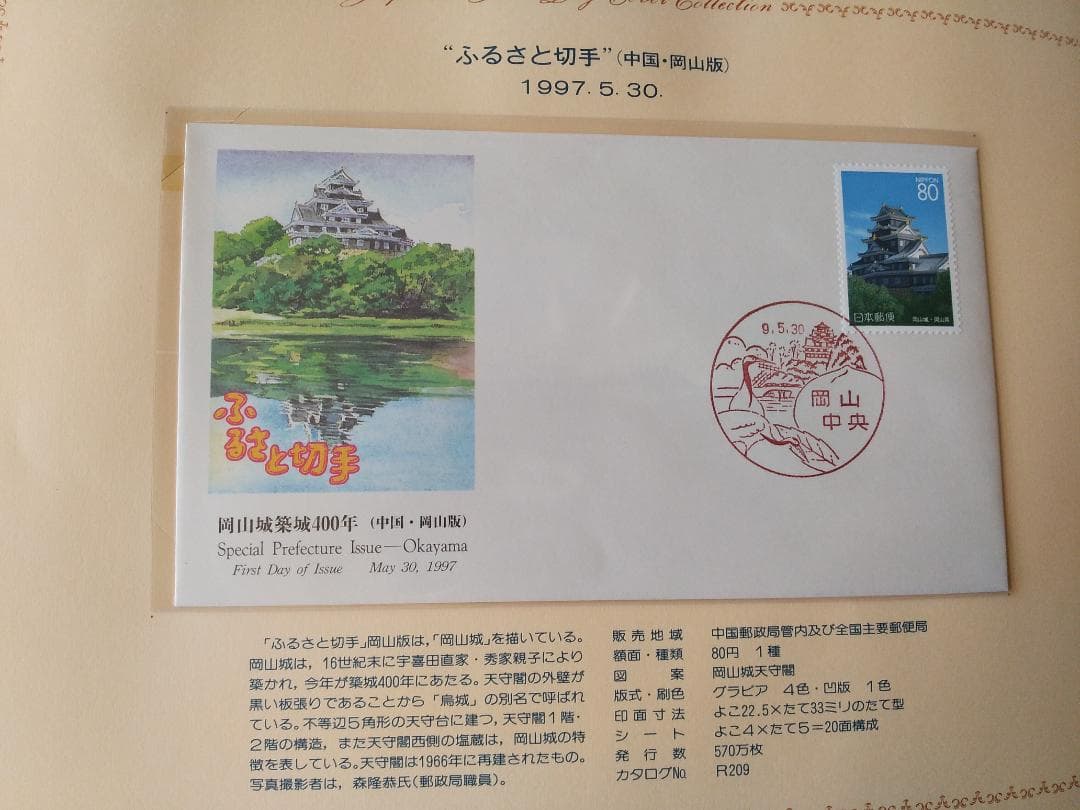 Cover Collection
“ふるさと切手”(中国・岡山版)
1997.5.30.
NIPPON
80
日本郵便
岡山城・岡山県
9.5.30
岡山
中央
ふるさと切手
岡山城築城400年 (中国・岡山版)
Special Prefecture Issue—Okayama
First Day of Issue May 30, 1997
「ふるさと切手」岡山版は,「岡山城」を描いている。
岡山城は, 16世紀末に宇喜田直家・秀家親子により
築かれ, 今年が築城400年にあたる。天守閣の外壁が
黒い板張りであることから「烏城」の別名で呼ばれ
ている。不等辺5角形の天守台に建つ, 天守閣1階・
2階の構造, また天守閣西側の塩蔵は, 岡山城の特
徴を表している。天守閣は1966年に再建されたもの。
写真撮影者は, 森隆恭氏(郵政局職員)。
販売地域 中国郵政局管内及び全国主要郵便局
額面・種類 80円 1種
図案 岡山城天守閣
版式・刷色 グラビア 4色・凹版 1色
印面寸法 よこ22.5×たて33ミリのたて型
シート よこ4×たて5=20面構成
発行数 570万枚
カタログNo. R209